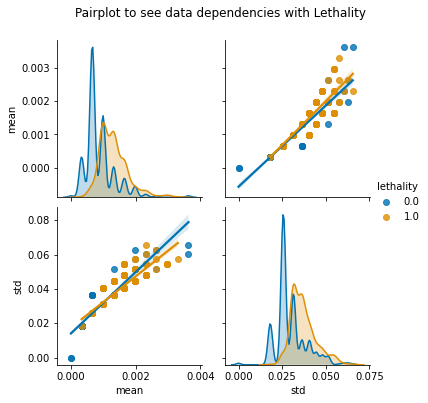 Pairplot to see data dependencies with Lethality
0.003
0.002
0.001
0.000
mean
lethality
0.0
1.0
0.08
0.06
0.04
0.02
0.00
std
0.000 0.002 0.004
mean
0.000 0.025 0.050 0.075
std